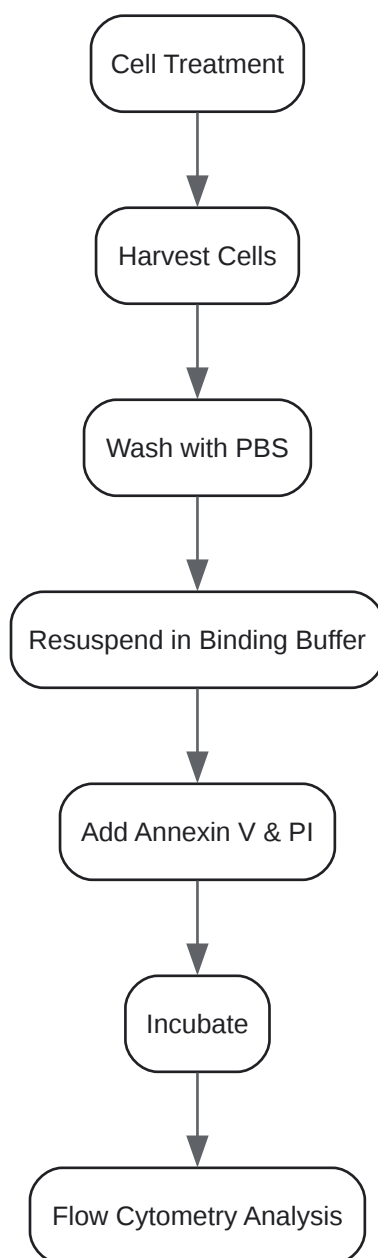 Cell Treatment
Harvest Cells
Wash with PBS
Resuspend in Binding Buffer
Add Annexin V & PI
Incubate
Flow Cytometry Analysis